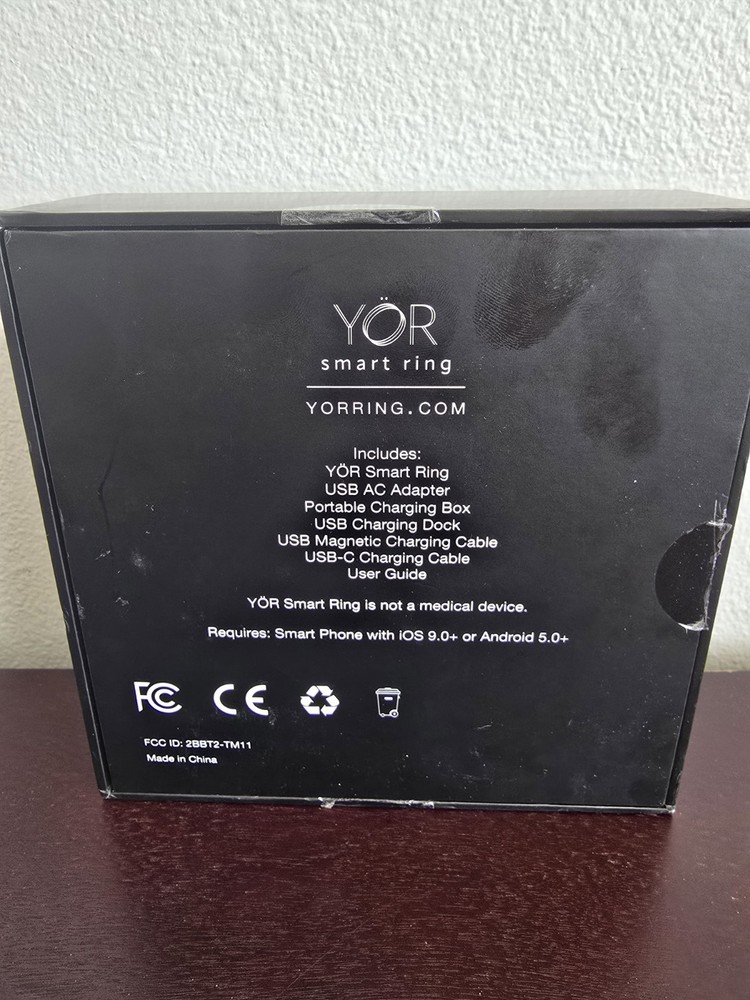 YÖR
smart ring
YORRING.COM
Includes:
YÖR Smart Ring
USB AC Adapter
Portable Charging Box
USB Charging Dock
USB Magnetic Charging Cable
USB-C Charging Cable
User Guide
YÖR Smart Ring is not a medical device.
Requires: Smart Phone with iOS 9.0+ or Android 5.0+
FC CE
FCC ID: 2BBT2-TM11
Made in China